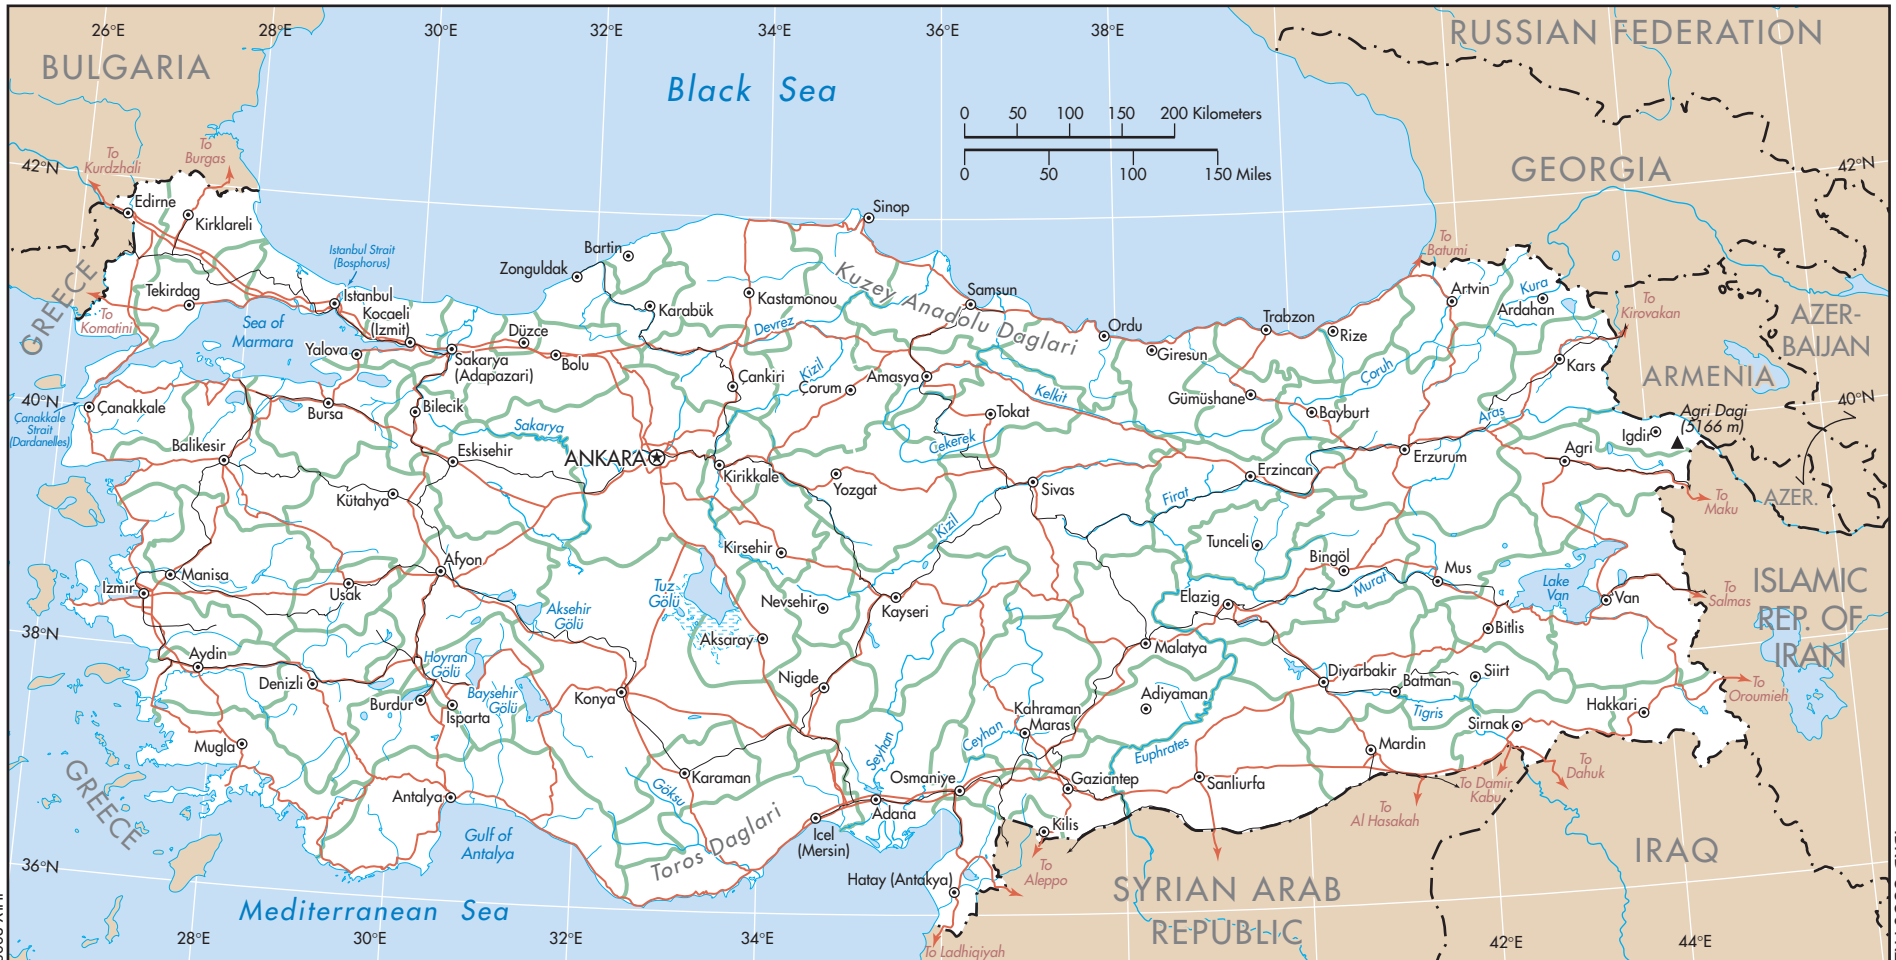 26°E
28°E
30°E
32°E
34°E
36°E
38°E
RUSSIAN FEDERATION
BULGARIA
Black Sea
0 50 100 150 200 Kilometers
0 50 100 150 Miles
To
Kurdzhali
To
Burgas
42°N
42°N
GEORGIA
Edirne
Kirklareli
Sinop
Istanbul Strait
(Bosphorus)
Bartin
Zonguldak
To
Batumi
GREECE
Tekirdag
Istanbul
Kocaeli
(Izmit)
Karabük
Kastamonou
Kuzey Anadolu Daglari
Samsun
Artvin
Kura
Ardahan
To
Kirovakan
AZER-
BAIJAN
To
Komatini
Sea of
Marmara
Yalova
Düzce
Devrez
Ordu
Trabzon
Rize
Giresun
Sakarya
(Adapazari)
Bolu
Çankiri
Kizil
Çorum
Amasya
Çoruh
Kars
ARMENIA
40°N
40°N
Çanakkale
Çanakkale
Strait
(Dardanelles)
Bursa
Bilecik
Kelkit
Tokat
Gümüshane
Bayburt
Aras
Agri Dagi
(5166 m)
Igdir
Balikesir
Sakarya
Eskisehir
ANKARA
Kirikkale
Cekerek
Yozgat
Sivas
Erzincan
Erzurum
Agri
Kütahya
Firat
AZER.
To
Maku
Kizil
Kirsehir
Tunceli
Bingöl
Manisa
Izmir
Usak
Afyon
Tuz
Gölü
Nevsehir
Kayseri
Elazig
Murat
Mus
Lake
Van
Van
To
Salmas
ISLAMIC
REP. OF
IRAN
Aksehir
Gölü
Aksaray
Malatya
Bitlis
38°N
Aydin
Hoyran
Gölü
Denizli
Burdur
Isparta
Baysehir
Gölü
Konya
Nigde
Adiyaman
Diyarbakir
Batman
Siirt
To
Oroumieh
Tigris
Hakkari
Sirnak
Kahraman
Maras
Mugla
Seyhan
Ceyhan
Euphrates
Mardin
GREECE
Karaman
Göksu
Osmaniye
Gaziantep
Sanliurfa
To Damir
Kabu
To
Dahuk
Antalya
Adana
To
Al Hasakah
Gulf of
Antalya
Toros Daglari
Icel
(Mersin)
Kilis
IRAQ
36°N
Hatay (Antakya)
To
Aleppo
SYRIAN ARAB
REPUBLIC
Mediterranean Sea
To Ladhiqiyah
28°E
30°E
32°E
34°E
42°E
44°E